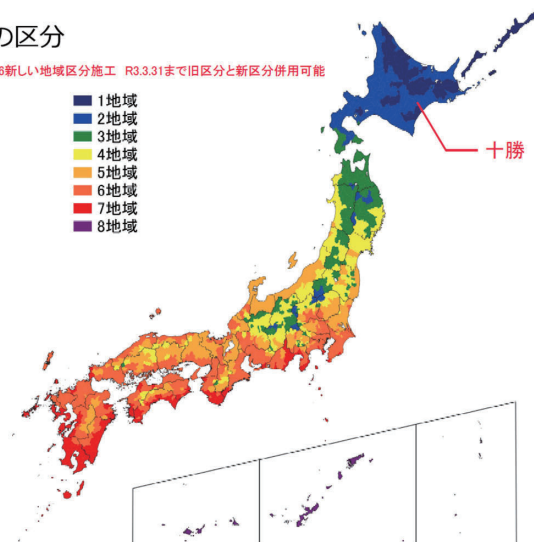 の区分
6新しい地域区分施工 R3.3.31まで旧区分と新区分併用可能
1地域
2地域
3地域
4地域
5地域
6地域
7地域
8地域
十勝